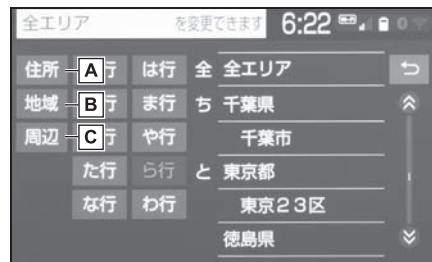 全エリア を変更できます 6:22
住所 A 行 は行 全 全エリア
地域 B 行 ま行 ち 千葉県
周辺 C 行 や行 千葉市
た行 ら行 と 東京都
な行 わ行 東京23区
徳島県